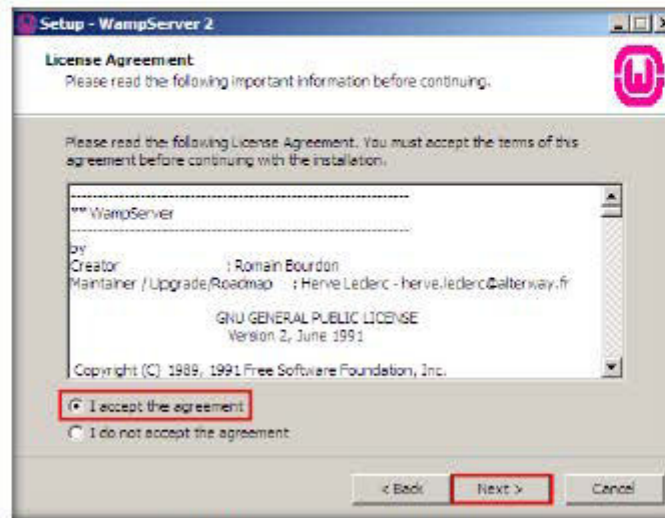 Setup - WampServer 2
License Agreement
Please read the following important information before continuing.
Please read the following License Agreement. You must accept the terms of this
agreement before continuing with the installation.
----------------------------------------------------------------
** WampServer
----------------------------------------------------------------
by
Creator : Romain Bourdon
Maintainer / Upgrade/Roadmap : Herve Leclerc - herve.leclerc@alterway.fr
GNU GENERAL PUBLIC LICENSE
Version 2, June 1991
Copyright (C) 1989, 1991 Free Software Foundation, Inc.
I accept the agreement
I do not accept the agreement
< Back Next > Cancel